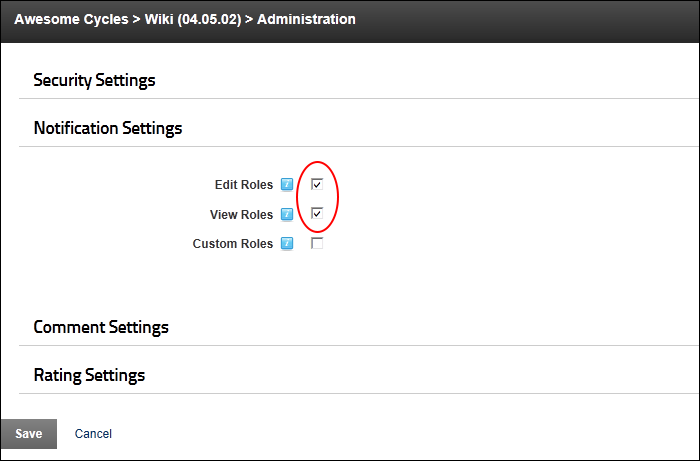 Awesome Cycles > Wiki (04.05.02) > Administration
Security Settings
Notification Settings
Edit Roles
View Roles
Custom Roles
Comment Settings
Rating Settings
Save Cancel